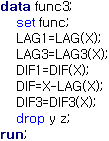 data func3;
set func;
LAG1=LAG(X);
LAG3=LAG3(X);
DIF1=DIF(X);
DIF=X-LAG(X);
DIF3=DIF3(X);
drop y z;
run;